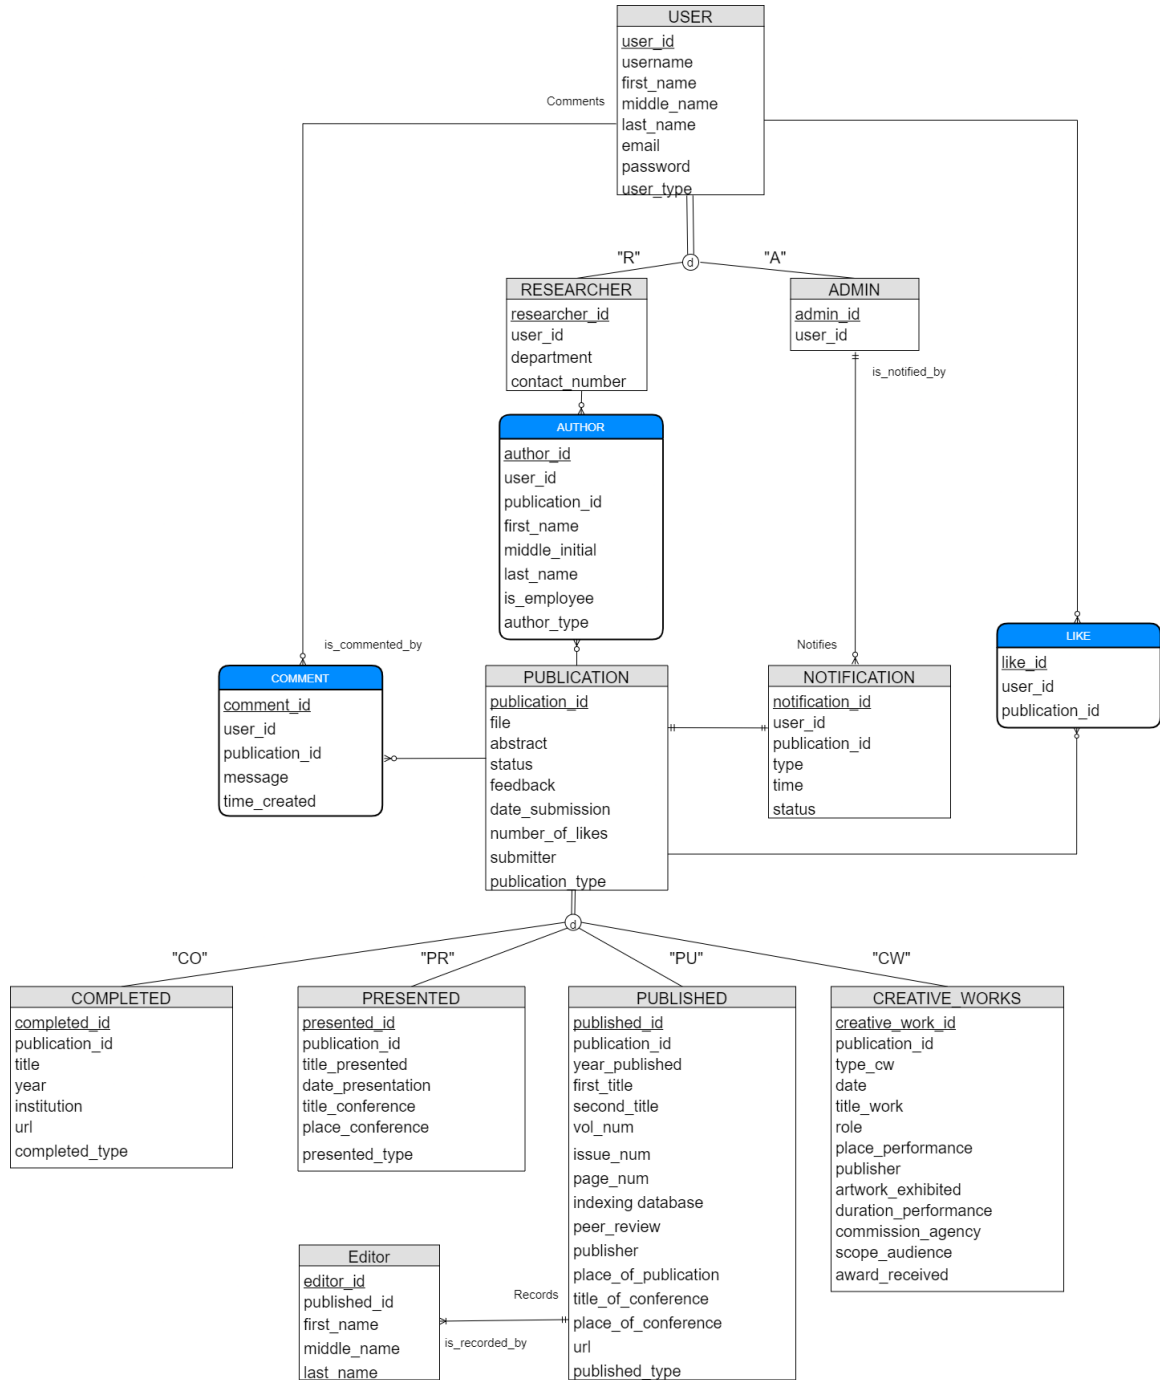 USER
user_id
username
first_name
middle_name
last_name
email
password
user_type
Comments
"R"
d
"A"
RESEARCHER
researcher_id
user_id
department
contact_number
ADMIN
admin_id
user_id
is_notified_by
AUTHOR
author_id
user_id
publication_id
first_name
middle_initial
last_name
is_employee
author_type
is_commented_by
Notifies
COMMENT
comment_id
user_id
publication_id
message
time_created
PUBLICATION
publication_id
file
abstract
status
feedback
date_submission
number_of_likes
submitter
publication_type
NOTIFICATION
notification_id
user_id
publication_id
type
time
status
LIKE
like_id
user_id
publication_id
d
"CO"
"PR"
"PU"
"CW"
COMPLETED
completed_id
publication_id
title
year
institution
url
completed_type
PRESENTED
presented_id
publication_id
title_presented
date_presentation
title_conference
place_conference
presented_type
PUBLISHED
published_id
publication_id
year_published
first_title
second_title
vol_num
issue_num
page_num
indexing database
peer_review
publisher
place_of_publication
title_of_conference
place_of_conference
url
published_type
CREATIVE_WORKS
creative_work_id
publication_id
type_cw
date
title_work
role
place_performance
publisher
artwork_exhibited
duration_performance
commission_agency
scope_audience
award_received
Editor
editor_id
published_id
first_name
middle_name
last_name
Records
is_recorded_by